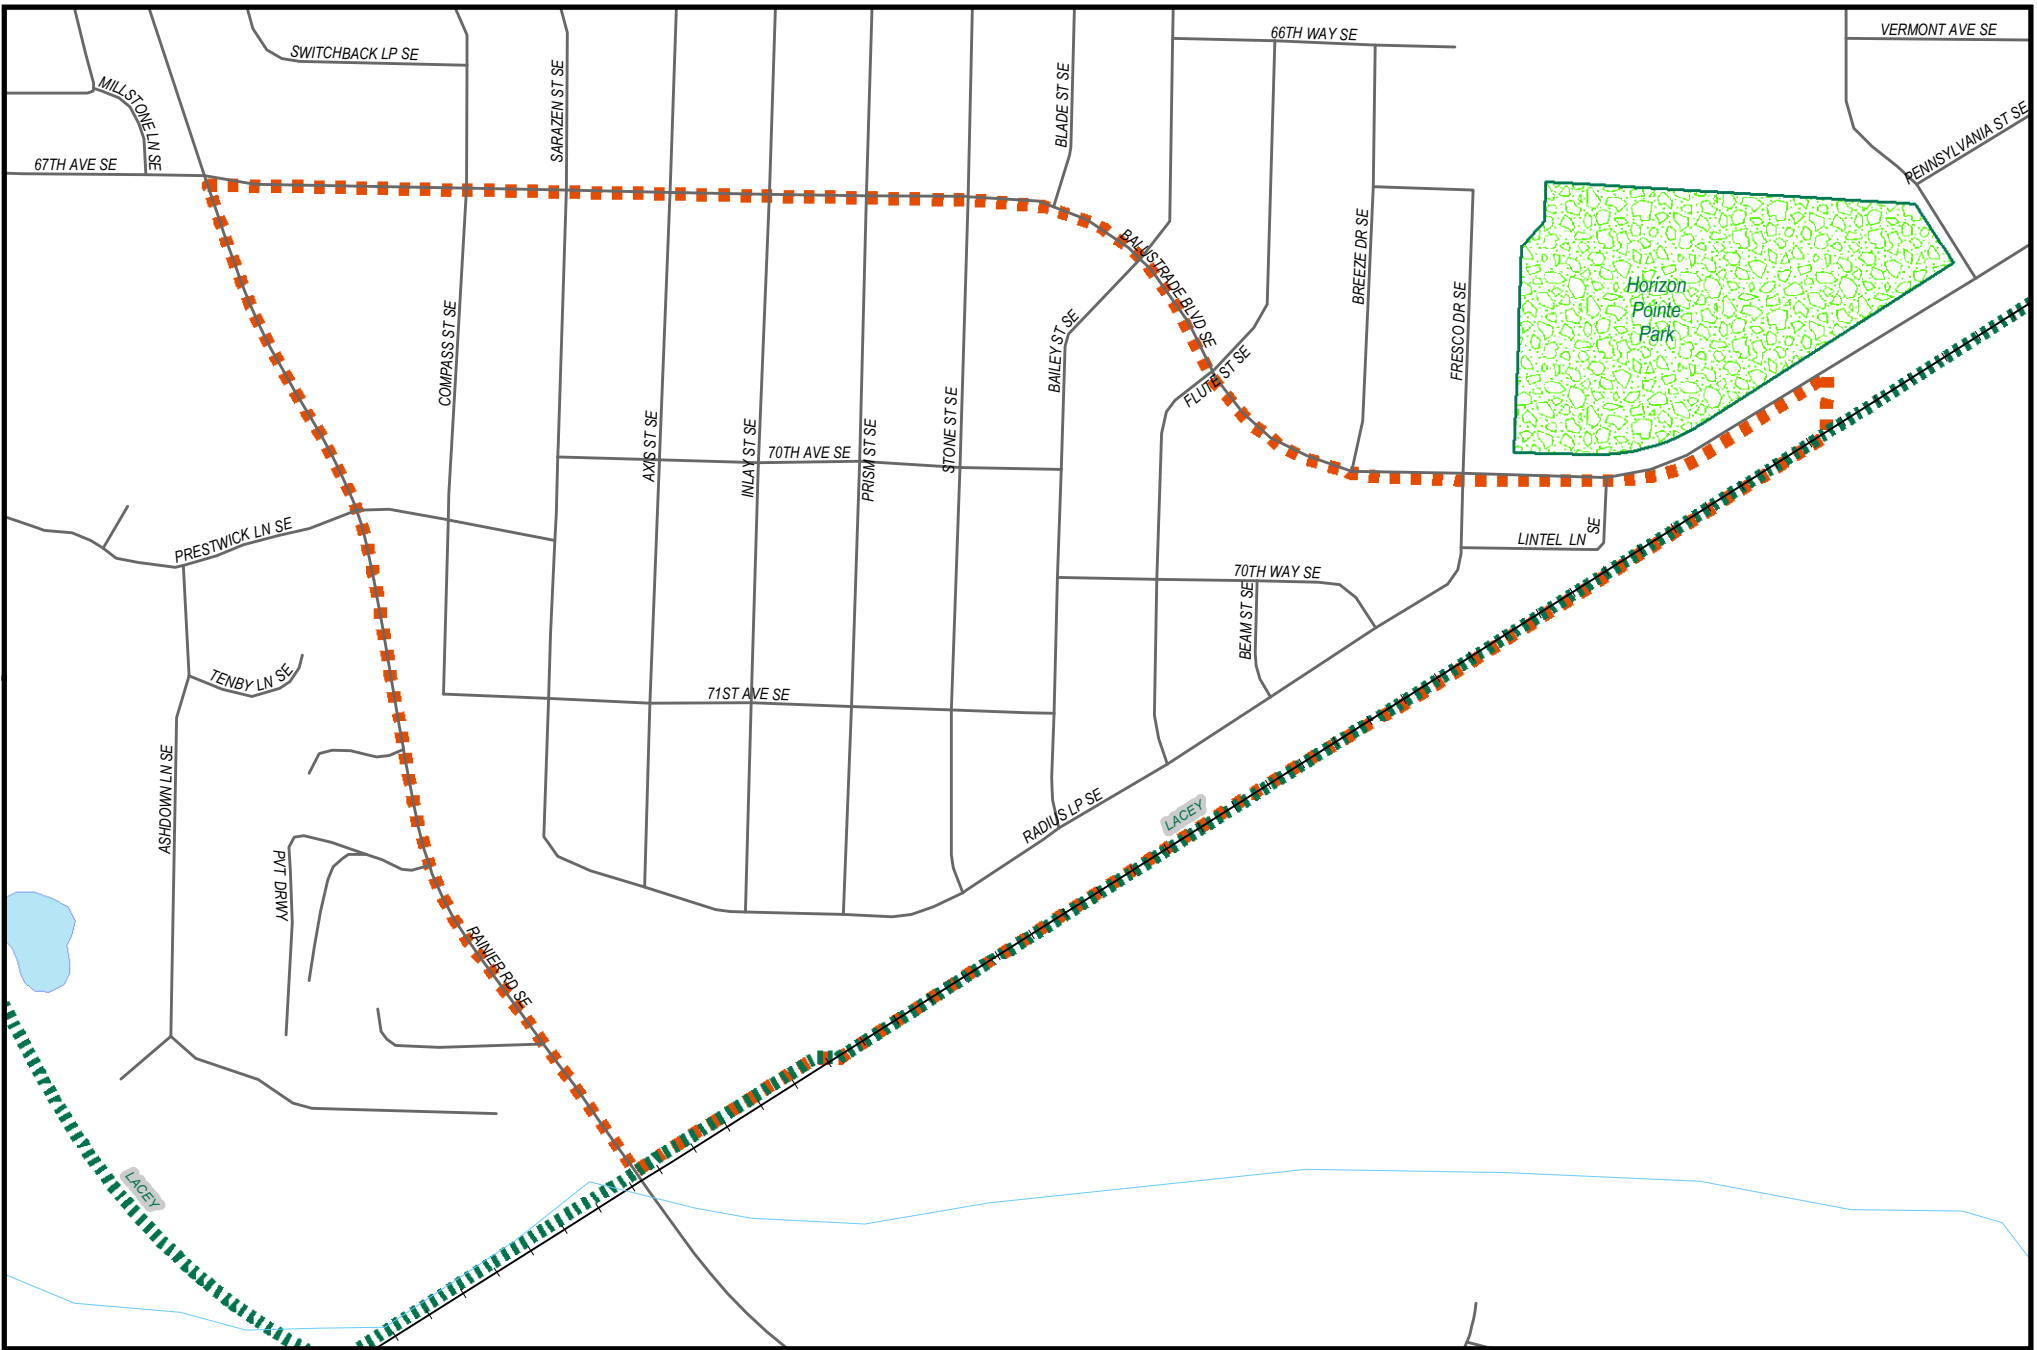 VERMONT AVE SE
66TH WAY SE
SWITCHBACK LP SE
MILLSTONE LN SE
SARAZEN ST SE
BLADE ST SE
PENNSYLVANIA ST SE
67TH AVE SE
BALUSTRADE BLVD SE
BREEZE DR SE
Horizon
Pointe
Park
COMPASS ST SE
BAILEY ST SE
FRESCO DR SE
FLUTE ST SE
AXIS ST SE
INLAY ST SE
70TH AVE SE
PRISM ST SE
STONE ST SE
PRESTWICK LN SE
LINTEL LN SE
70TH WAY SE
BEAM ST SE
TENBY LN SE
71ST AVE SE
ASHDOWN LN SE
RADIUS LP SE
LACEY
PVT DRWY
RAINIER RD SE
LACEY